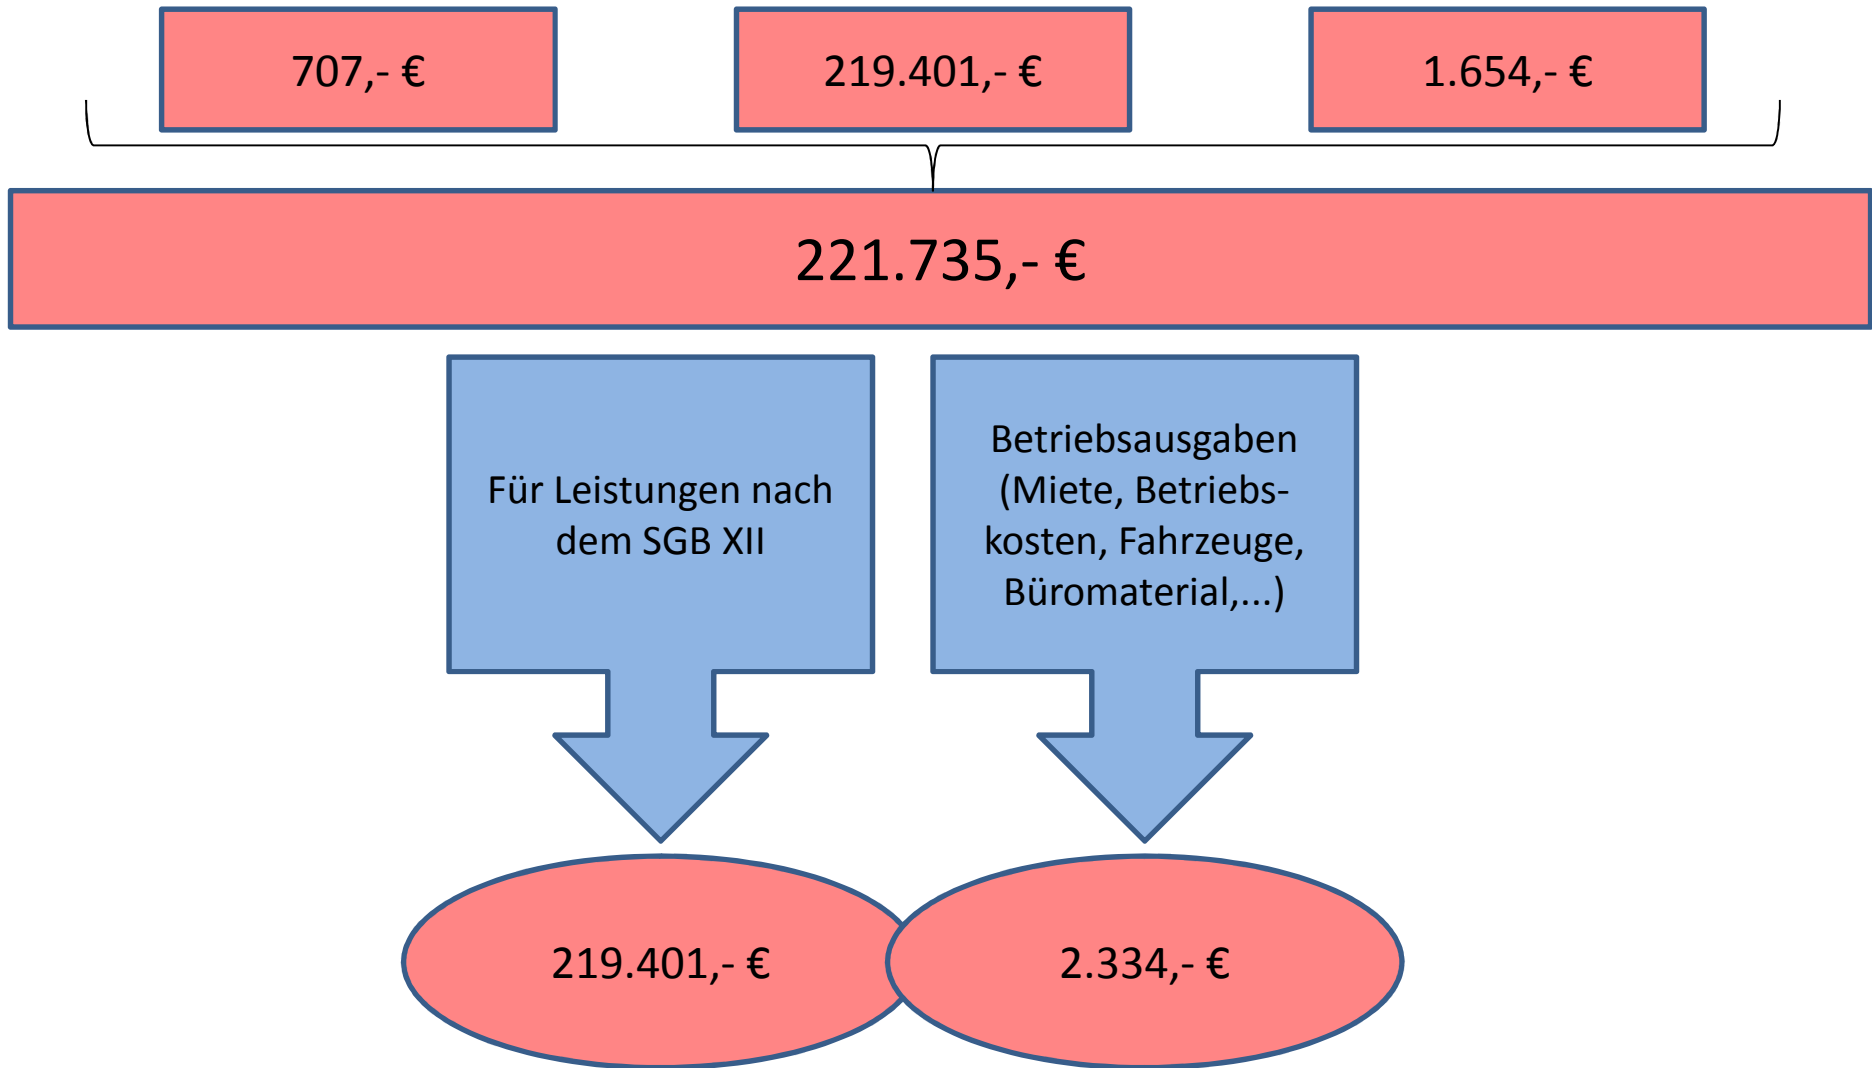 707,- €
219.401,- €
1.654,- €
221.735,- €
Für Leistungen nach
dem SGB XII
Betriebsausgaben
(Miete, Betriebs-
kosten, Fahrzeuge,
Büromaterial,...)
219.401,- €
2.334,- €